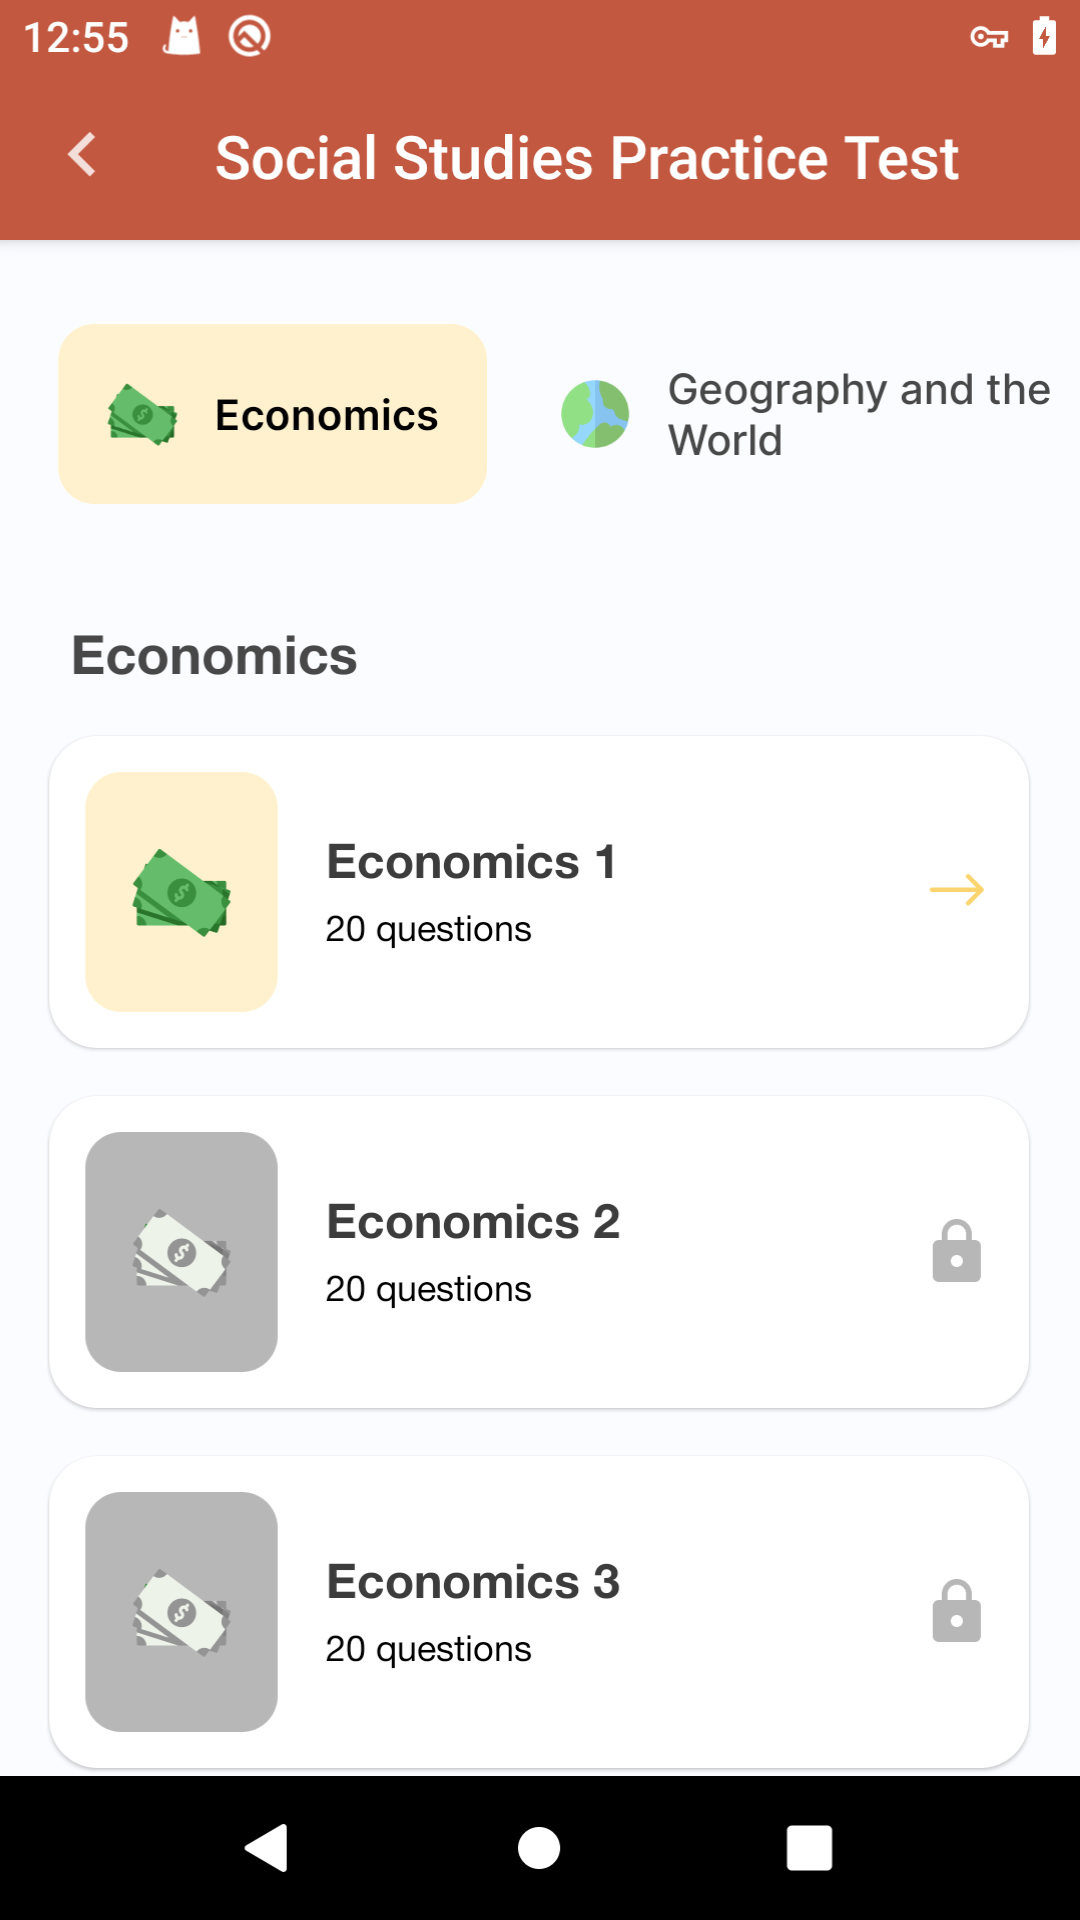 12:55
Social Studies Practice Test
Economics
Geography and the
World
Economics
Economics 1
20 questions
Economics 2
20 questions
Economics 3
20 questions